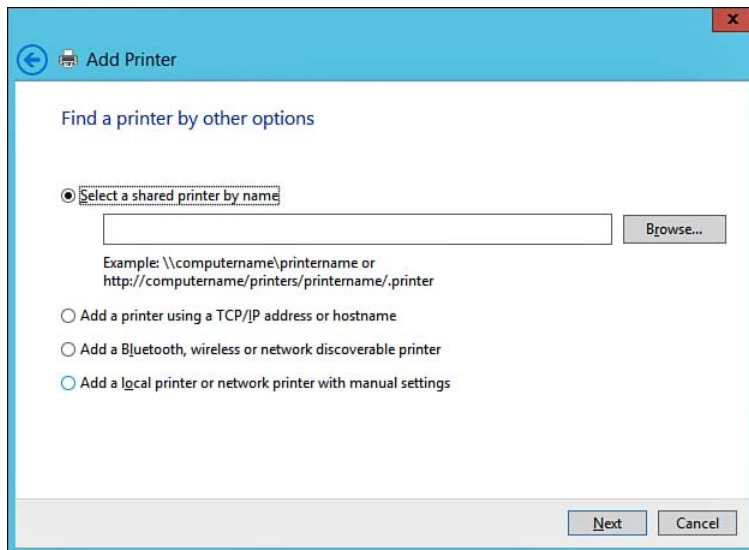 x
Add Printer
Find a printer by other options
Select a shared printer by name
Browse...
Example: \\computername\printername or
http://computername/printers/printername/.printer
Add a printer using a TCP/IP address or hostname
Add a Bluetooth, wireless or network discoverable printer
Add a local printer or network printer with manual settings
Next Cancel